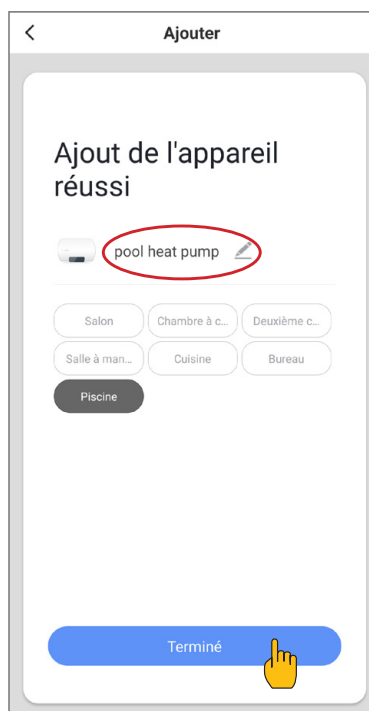 Ajouter
Ajout de l'appareil
réussi
pool heat pump
Salon Chambre à c... Deuxième c...
Salle à man... Cuisine Bureau
Piscine
Terminé